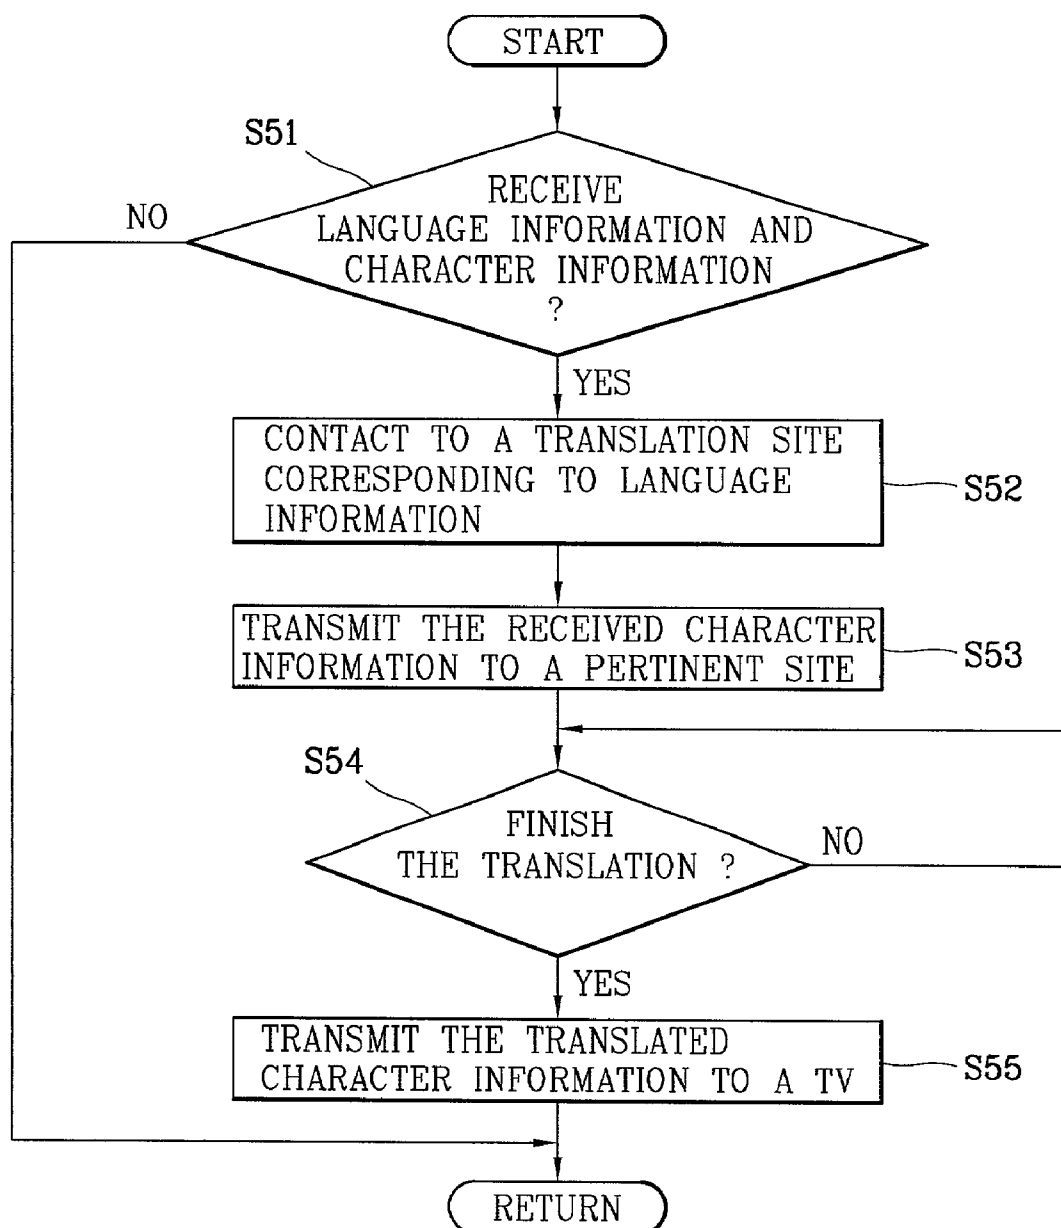 START
S51
RECEIVE
LANGUAGE INFORMATION AND
CHARACTER INFORMATION
?
NO
YES
CONTACT TO A TRANSLATION SITE
CORRESPONDING TO LANGUAGE
INFORMATION
S52
TRANSMIT THE RECEIVED CHARACTER
INFORMATION TO A PERTINENT SITE
S53
S54
FINISH
THE TRANSLATION ?
NO
YES
TRANSMIT THE TRANSLATED
CHARACTER INFORMATION TO A TV
S55
RETURN